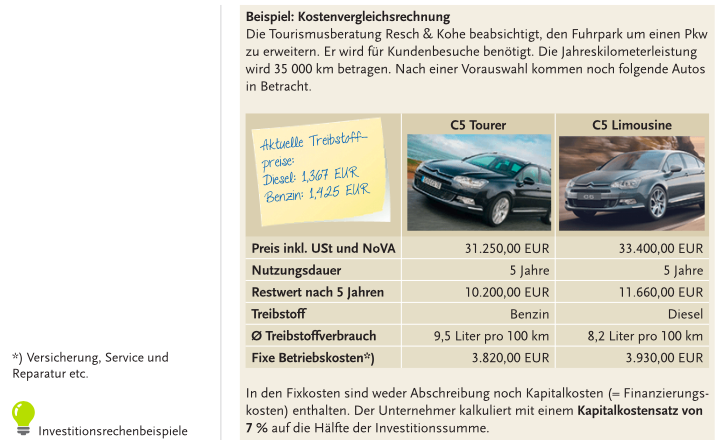 Beispiel: Kostenvergleichsrechnung
Die Tourismusberatung Resch & Kohe beabsichtigt, den Fuhrpark um einen Pkw
zu erweitern. Er wird für Kundenbesuche benötigt. Die Jahreskilometerleistung
wird 35 000 km betragen. Nach einer Vorauswahl kommen noch folgende Autos
in Betracht.
Aktuelle Treibstoff-
preise:
Diesel: 1,367 EUR
Benzin: 1,425 EUR
C5 Tourer C5 Limousine
Preis inkl. USt und NoVA 31.250,00 EUR 33.400,00 EUR
Nutzungsdauer 5 Jahre 5 Jahre
Restwert nach 5 Jahren 10.200,00 EUR 11.660,00 EUR
Treibstoff Benzin Diesel
Ø Treibstoffverbrauch 9,5 Liter pro 100 km 8,2 Liter pro 100 km
Fixe Betriebskosten*) 3.820,00 EUR 3.930,00 EUR
*) Versicherung, Service und
Reparatur etc.
In den Fixkosten sind weder Abschreibung noch Kapitalkosten (= Finanzierungs-
kosten) enthalten. Der Unternehmer kalkuliert mit einem Kapitalkostensatz von
7 % auf die Hälfte der Investitionssumme.
Investitionsrechenbeispiele